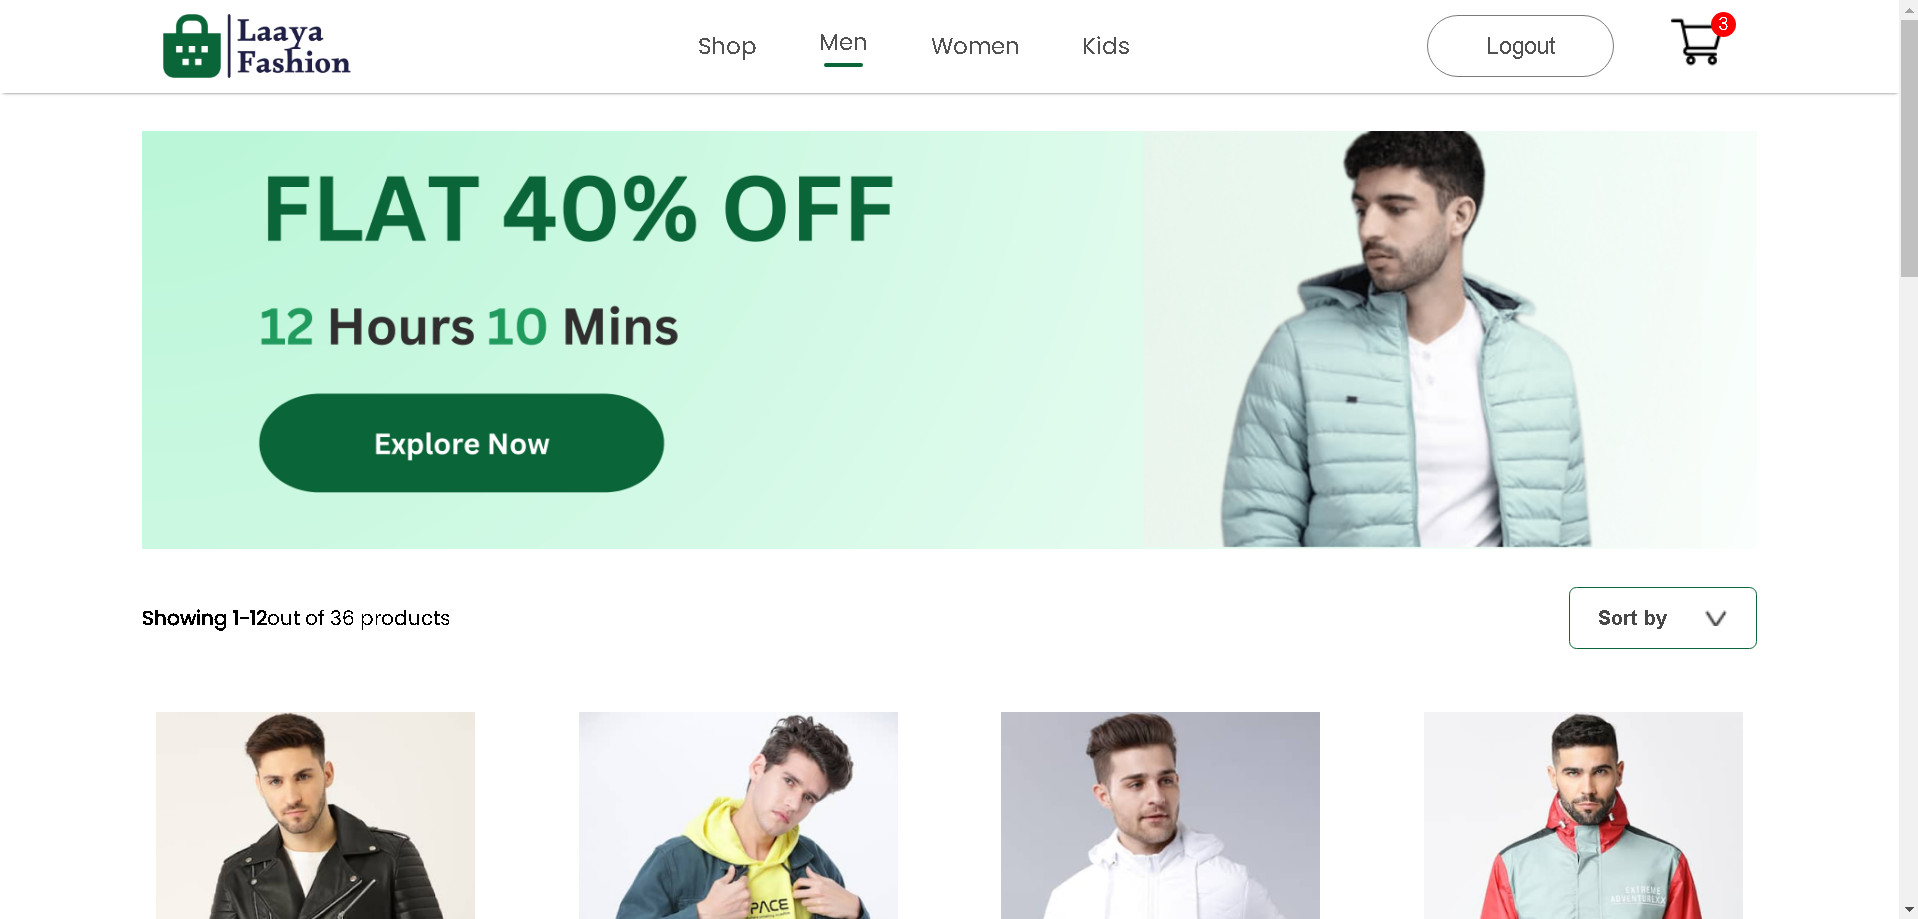 Laaya
Fashion
Shop
Men
Women
Kids
Logout
3
FLAT 40% OFF
12 Hours 10 Mins
Explore Now
Showing 1-12out of 36 products
Sort by
PACE
EXTREME
ADVENTURLXX